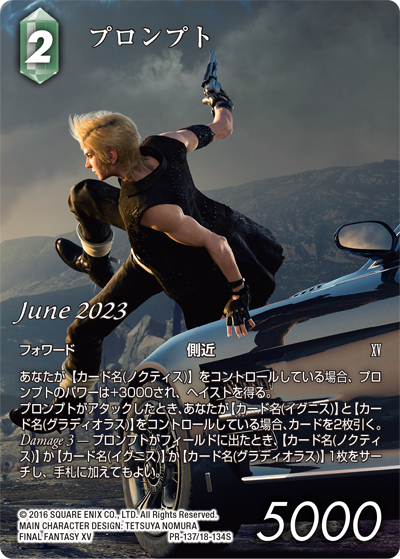 2
プロンプト
June 2023
フォワード 側近 XV
あなたが【カード名(ノクティス)】をコントロールしている場合、プロ
ンプトのパワーは+3000され、ヘイストを得る。
プロンプトがアタックしたとき、あなたが【カード名(イグニス)】と【カー
ド名(グラディオラス)】をコントロールしている場合、カードを2枚引く。
Damage 3 ― プロンプトがフィールドに出たとき、【カード名(ノクティ
ス)】か【カード名(イグニス)】か【カード名(グラディオラス)】1枚をサー
チし、手札に加えてもよい。
© 2016 SQUARE ENIX CO., LTD. All Rights Reserved.
MAIN CHARACTER DESIGN: TETSUYA NOMURA
FINAL FANTASY XV PR-137/18-134S
5000